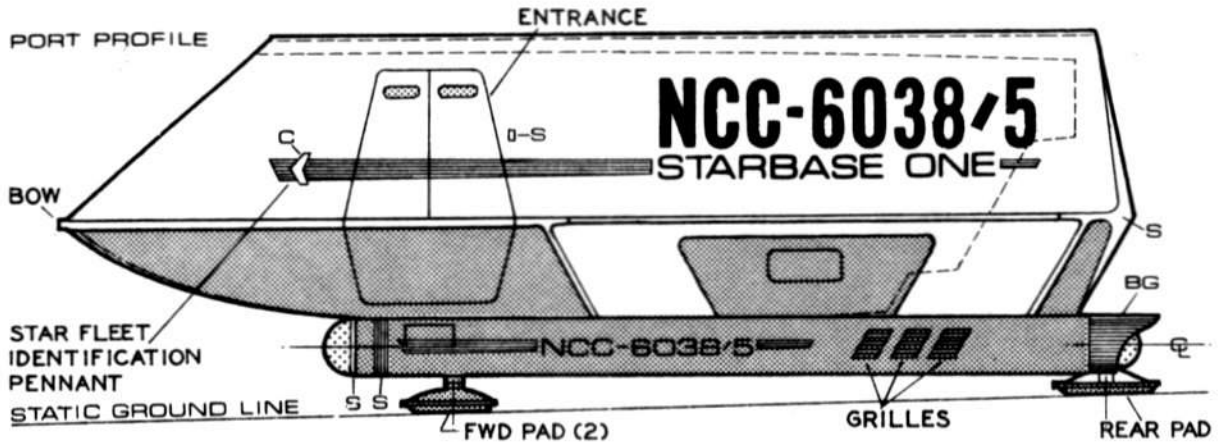 ENTRANCE
PORT PROFILE
NCC-6038/5
C
S
STARBASE ONE
BOW
S
BG
STAR FLEET
IDENTIFICATION
PENNANT
NCC-6038/5
℄
STATIC GROUND LINE
S S
FWD PAD (2)
GRILLES
REAR PAD